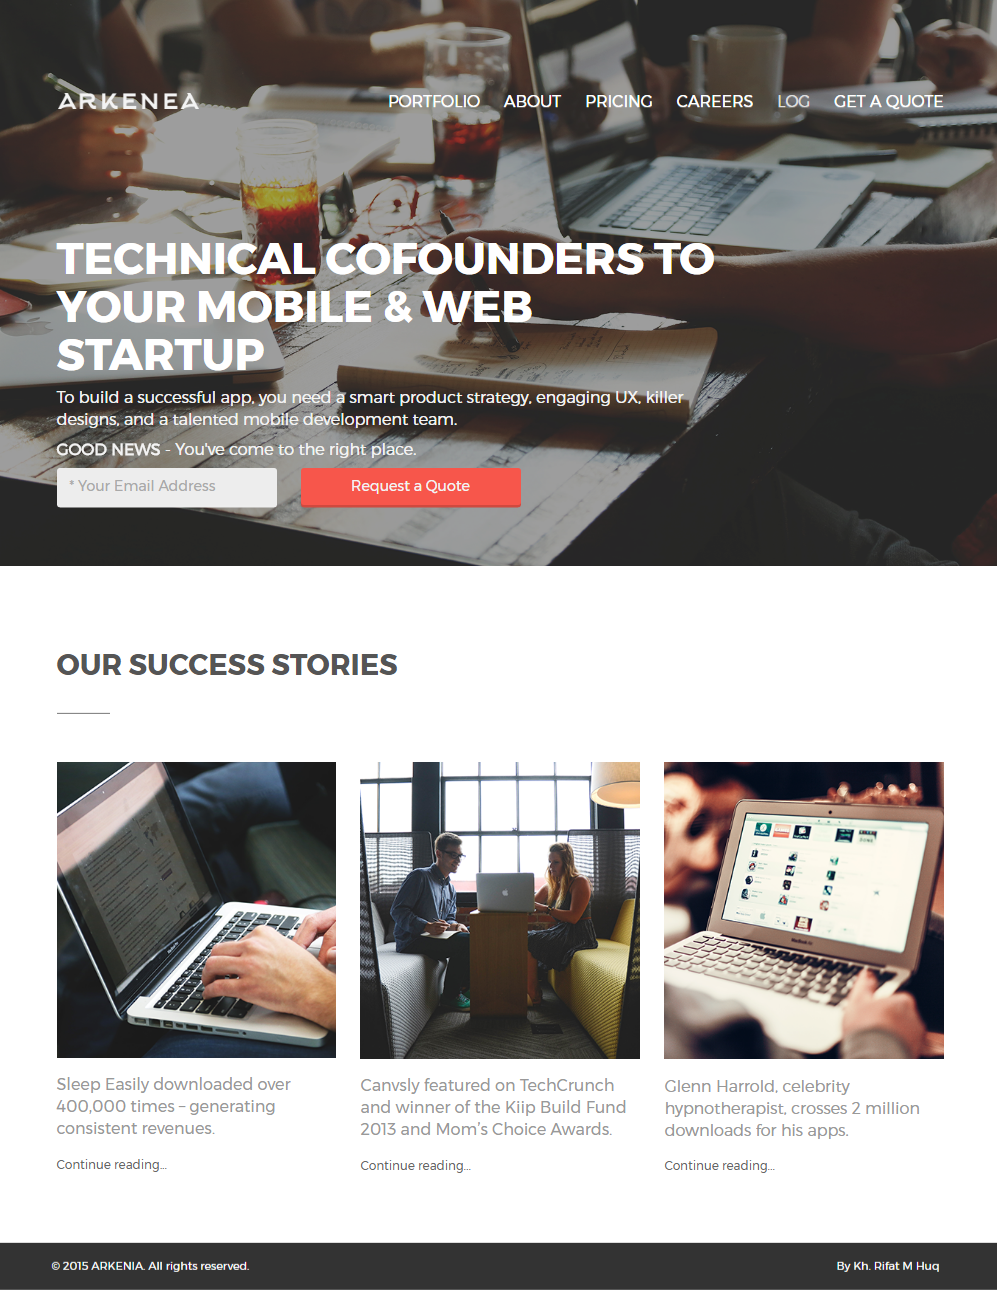 ARKENEA
PORTFOLIO ABOUT PRICING CAREERS LOG GET A QUOTE
TECHNICAL COFOUNDERS TO
YOUR MOBILE & WEB
STARTUP
To build a successful app, you need a smart product strategy, engaging UX, killer
designs, and a talented mobile development team.
GOOD NEWS - You've come to the right place.
* Your Email Address
Request a Quote
OUR SUCCESS STORIES
Sleep Easily downloaded over
400,000 times – generating
consistent revenues.
Continue reading...
Canvsly featured on TechCrunch
and winner of the Kiip Build Fund
2013 and Mom's Choice Awards.
Continue reading...
Glenn Harrold, celebrity
hypnotherapist, crosses 2 million
downloads for his apps.
Continue reading...
© 2015 ARKENIA. All rights reserved.
By Kh. Rifat M Huq